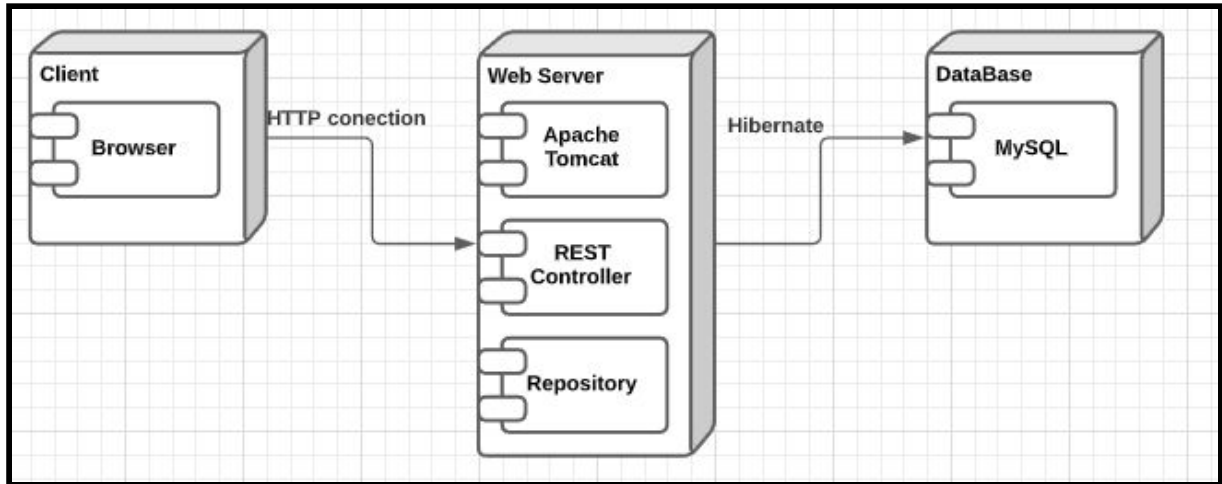 Client
Browser
HTTP conection
Web Server
Apache
Tomcat
REST
Controller
Repository
Hibernate
DataBase
MySQL